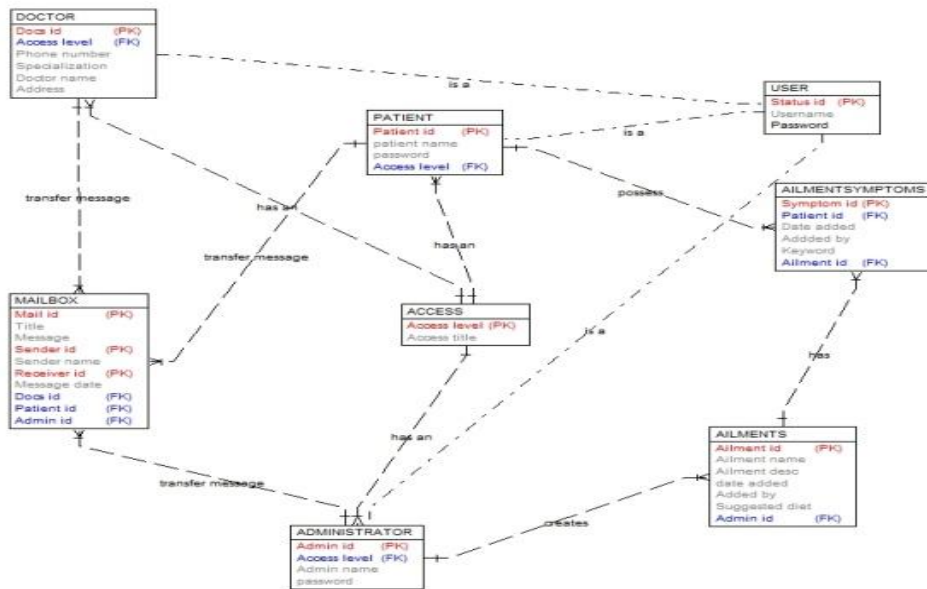 DOCTOR
Docs id (PK)
Access level (FK)
Phone number
Specialization
Doctor name
Address
is a
USER
Status id (PK)
Username
Password
PATIENT
Patient id (PK)
patient name
password
Access level (FK)
is a
possess
AILMENTSYMPTOMS
Symptom id (PK)
Patient id (FK)
Date added
Addded by
Keyword
Ailment id (FK)
transfer message
has an
transfer message
has an
MAILBOX
Mail id (PK)
Title
Message
Sender id (PK)
Sender name
Receiver id (PK)
Message date
Docs id (FK)
Patient id (FK)
Admin id (FK)
ACCESS
Access level (PK)
Access title
is a
has
has an
transfer message
AILMENTS
Ailment id (PK)
Ailment name
Ailment desc
date added
Added by
Suggested diet
Admin id (FK)
creates
ADMINISTRATOR
Admin id (PK)
Access level (FK)
Admin name
password